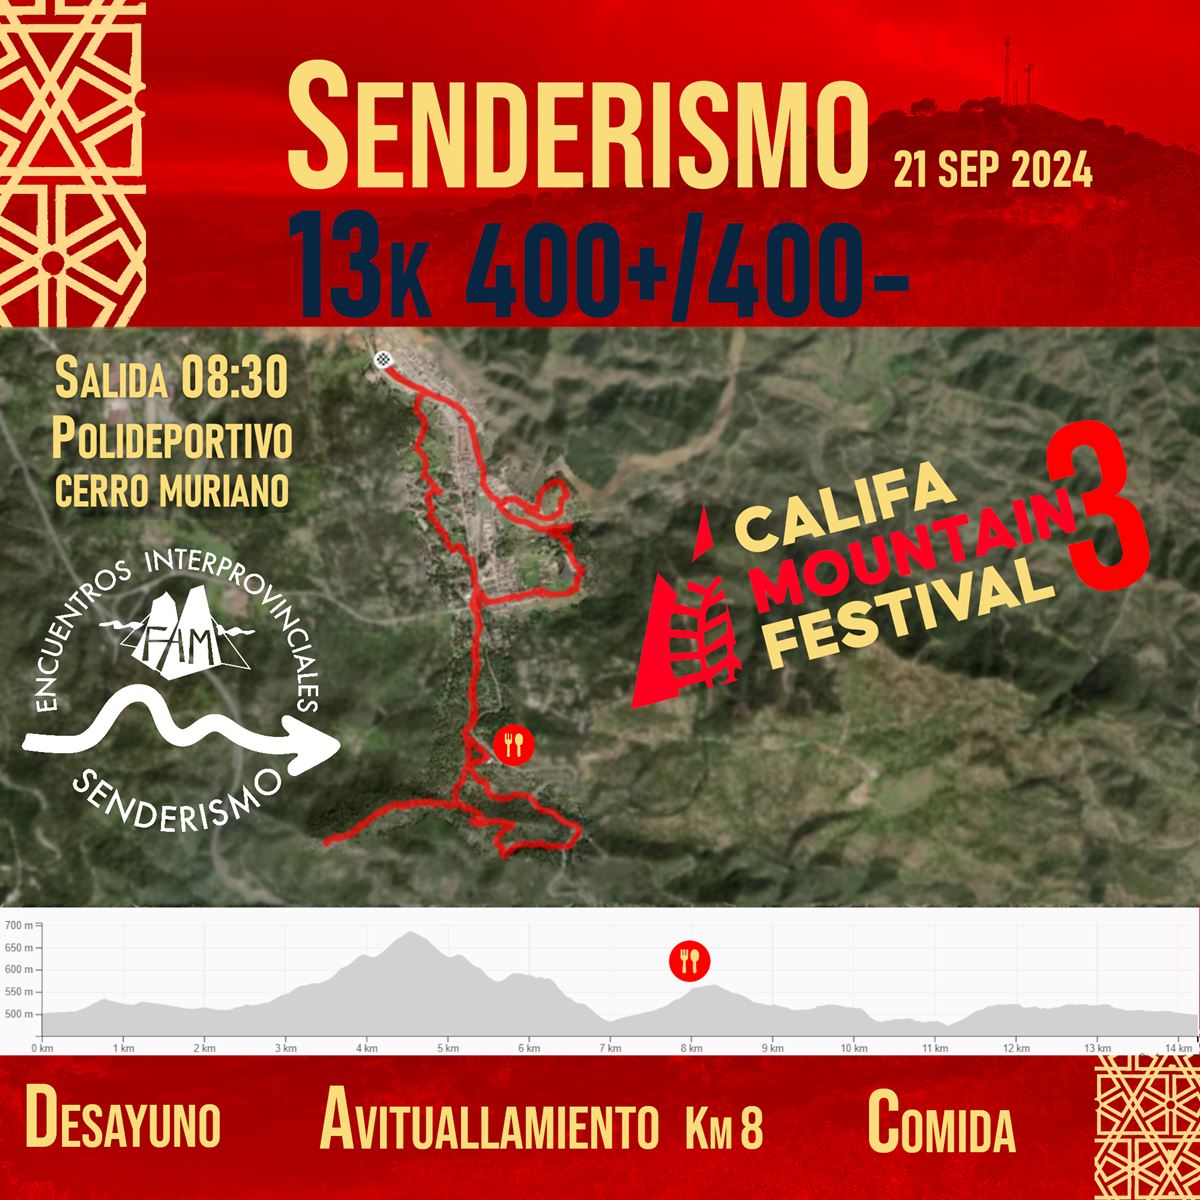 SENDERISMO 21 SEP 2024
13K 400+/400-
SALIDA 08:30
POLIDEPORTIVO
CERRO MURIANO
CALIFA
MOUNTAIN 3
FESTIVAL
ENCUENTROS INTERPROVINCIALES
FAM
SENDERISMO
700 m
650 m
600 m
550 m
500 m
0 km 1 km 2 km 3 km 4 km 5 km 6 km 7 km 8 km 9 km 10 km 11 km 12 km 13 km 14 km
DESAYUNO AVITUALLAMIENTO KM 8 COMIDA